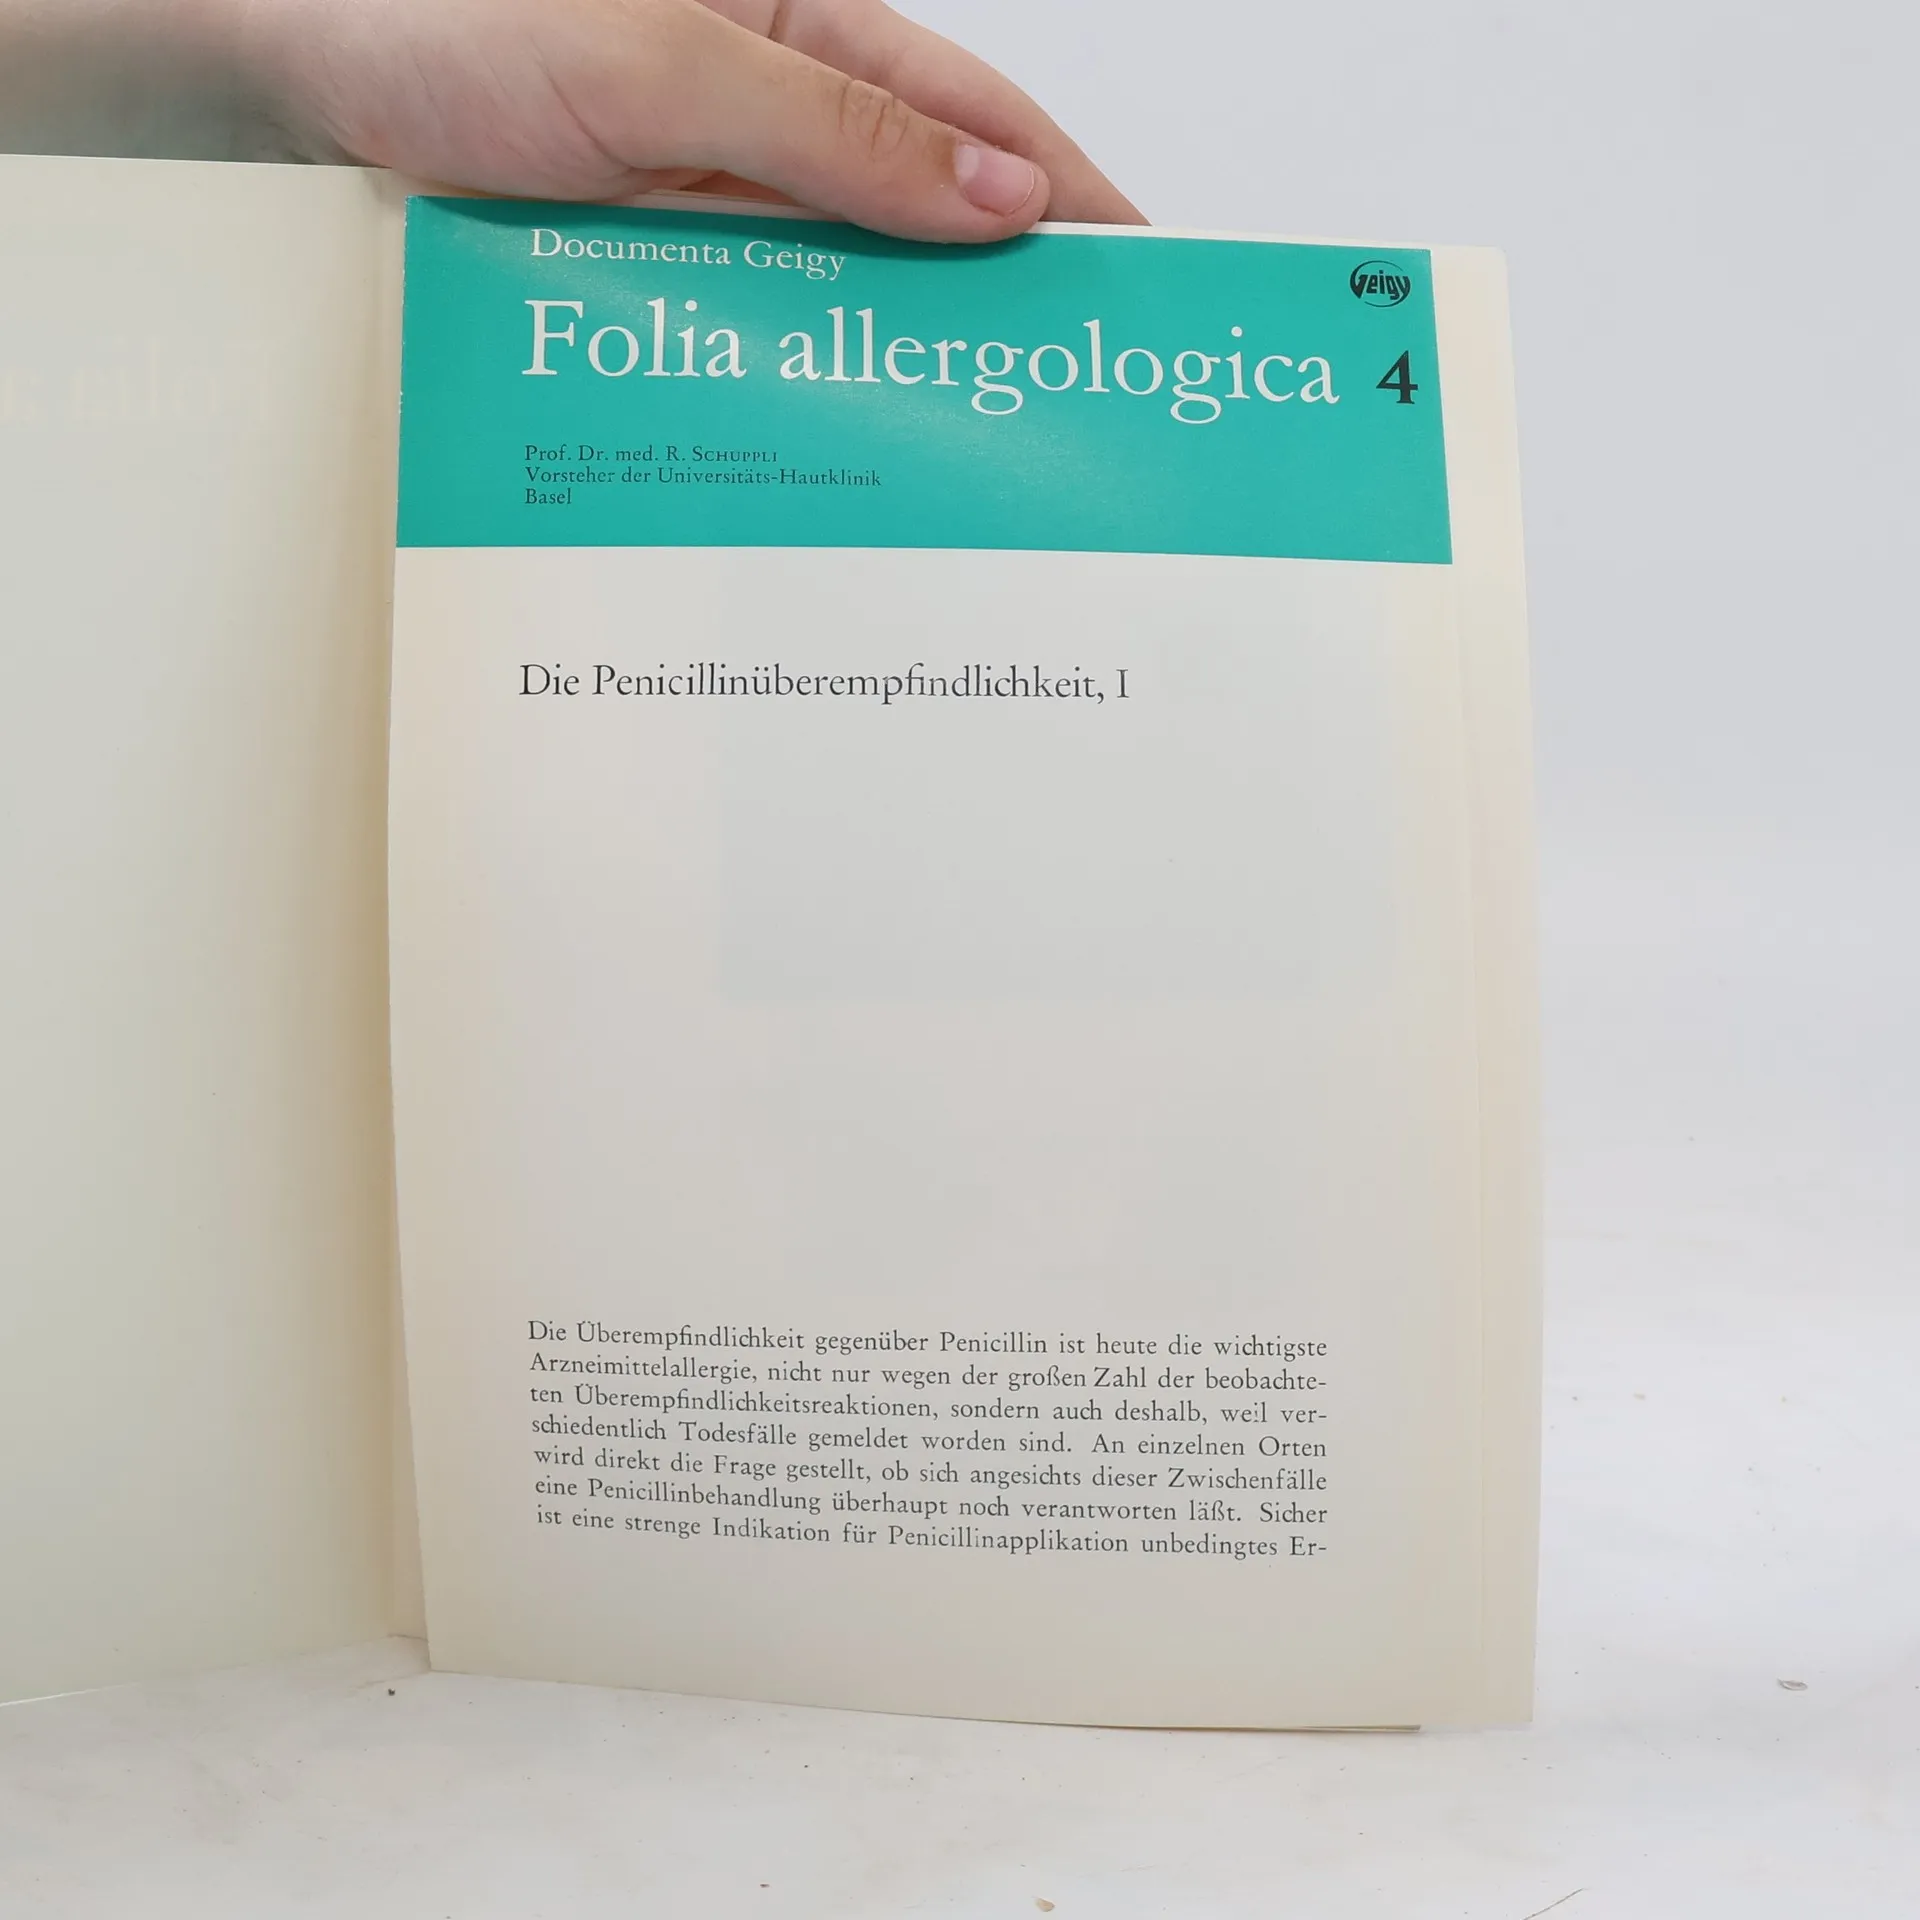 Documenta Geigy
Geigy
Folia allergologica 4
Prof. Dr. med. R. SCHUPPLI
Vorsteher der Universitäts-Hautklinik
Basel
Die Penicillinüberempfindlichkeit, I
Die Überempfindlichkeit gegenüber Penicillin ist heute die wichtigste
Arzneimittelallergie, nicht nur wegen der großen Zahl der beobachte-
ten Überempfindlichkeitsreaktionen, sondern auch deshalb, weil ver-
schiedentlich Todesfälle gemeldet worden sind. An einzelnen Orten
wird direkt die Frage gestellt, ob sich angesichts dieser Zwischenfälle
eine Penicillinbehandlung überhaupt noch verantworten läßt. Sicher
ist eine strenge Indikation für Penicillinapplikation unbedingtes Er-